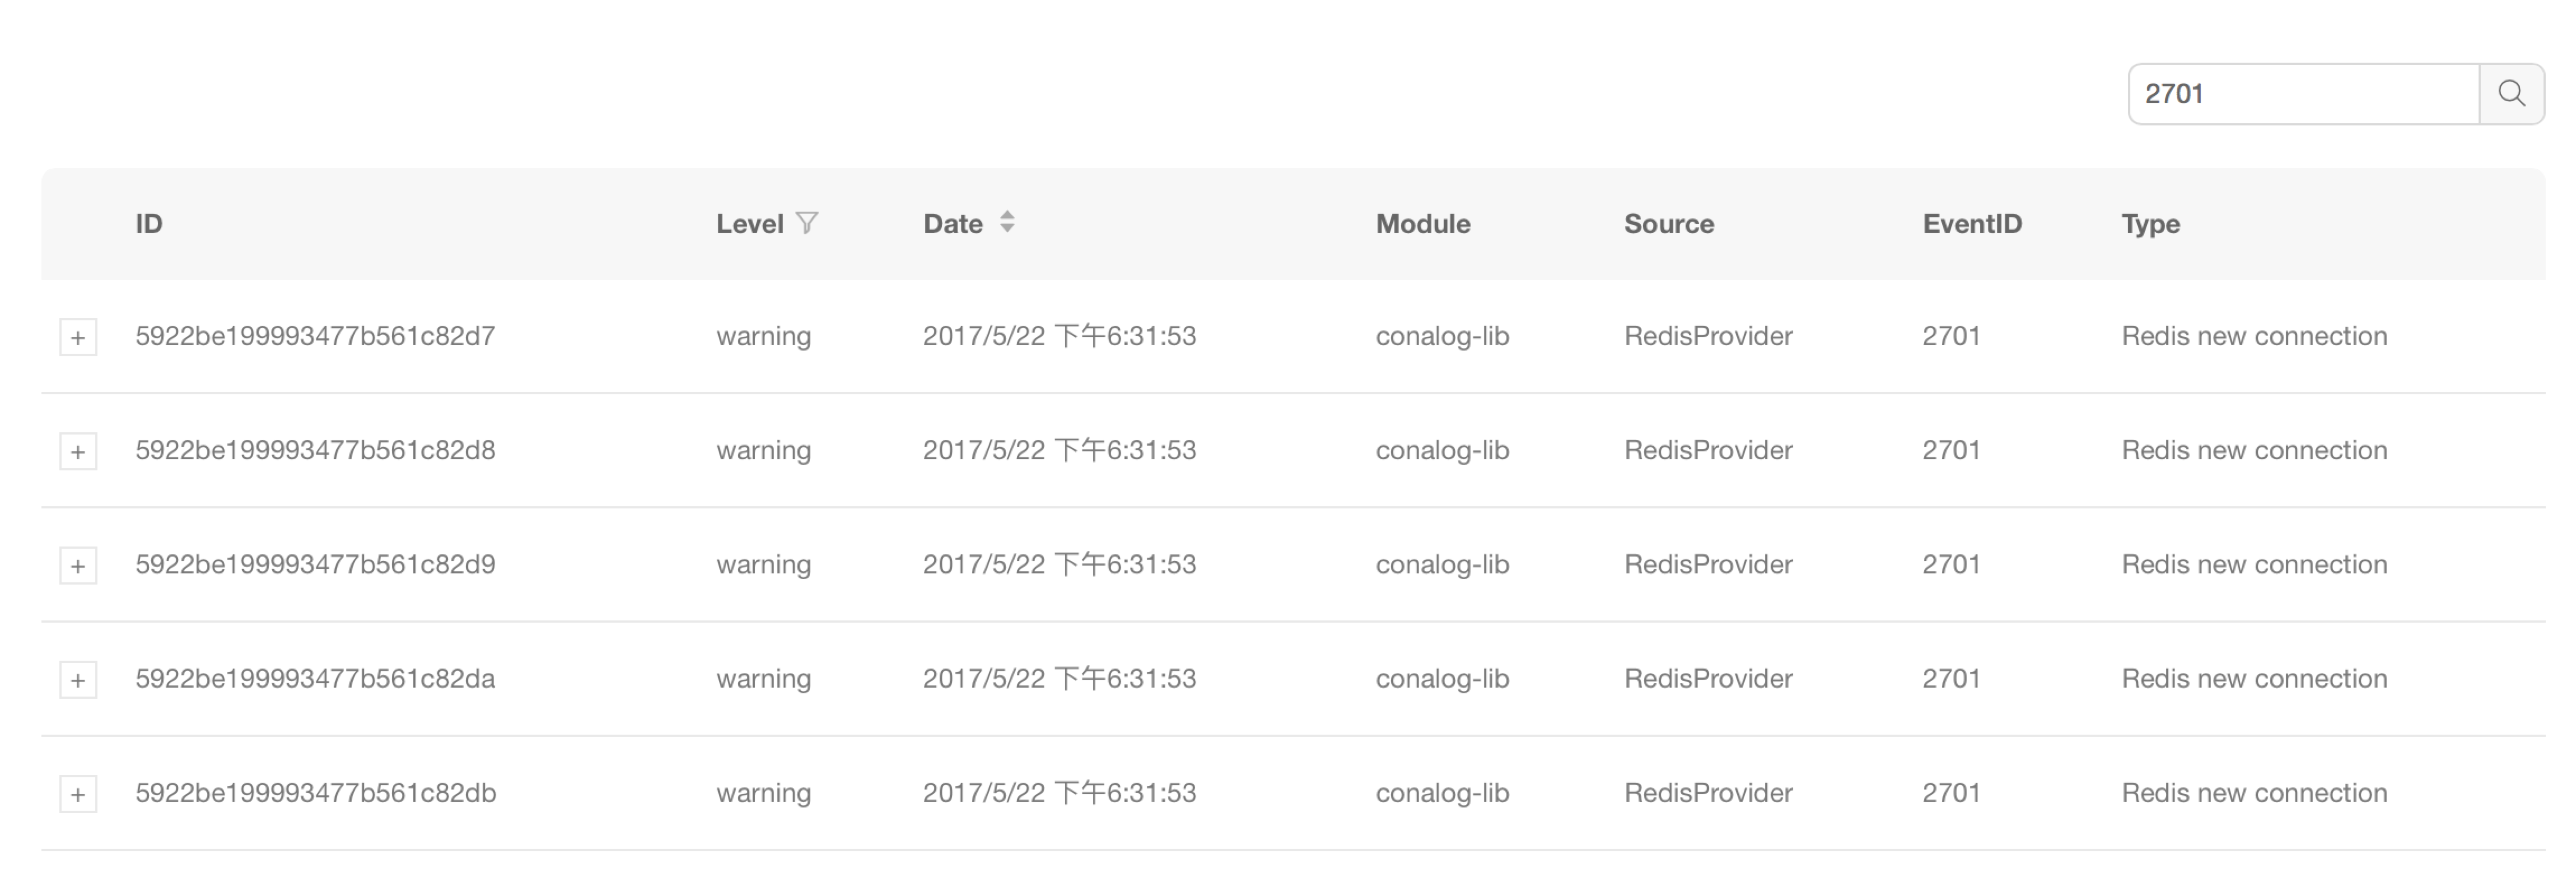 2701
ID Level Date Module Source EventID Type
+ 5922be199993477b561c82d7 warning 2017/5/22 下午6:31:53 conalog-lib RedisProvider 2701 Redis new connection
+ 5922be199993477b561c82d8 warning 2017/5/22 下午6:31:53 conalog-lib RedisProvider 2701 Redis new connection
+ 5922be199993477b561c82d9 warning 2017/5/22 下午6:31:53 conalog-lib RedisProvider 2701 Redis new connection
+ 5922be199993477b561c82da warning 2017/5/22 下午6:31:53 conalog-lib RedisProvider 2701 Redis new connection
+ 5922be199993477b561c82db warning 2017/5/22 下午6:31:53 conalog-lib RedisProvider 2701 Redis new connection